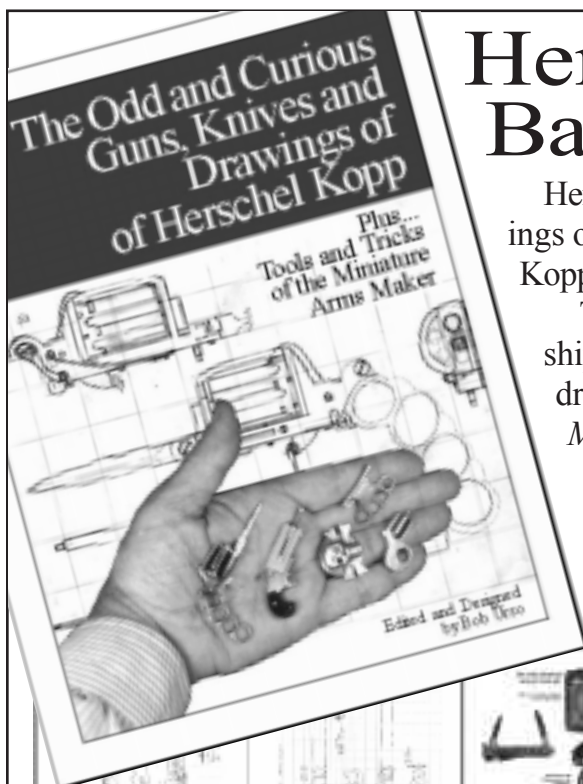 The Odd and Curious
Guns, Knives and
Drawings of
of Herschel Kopp
Plus...
Tools and Tricks
of the Miniature
Arms Maker
Edited and Designed
by Bob Urso
Her
Ba
He
ings o
Kopp
T
shi
dr
M